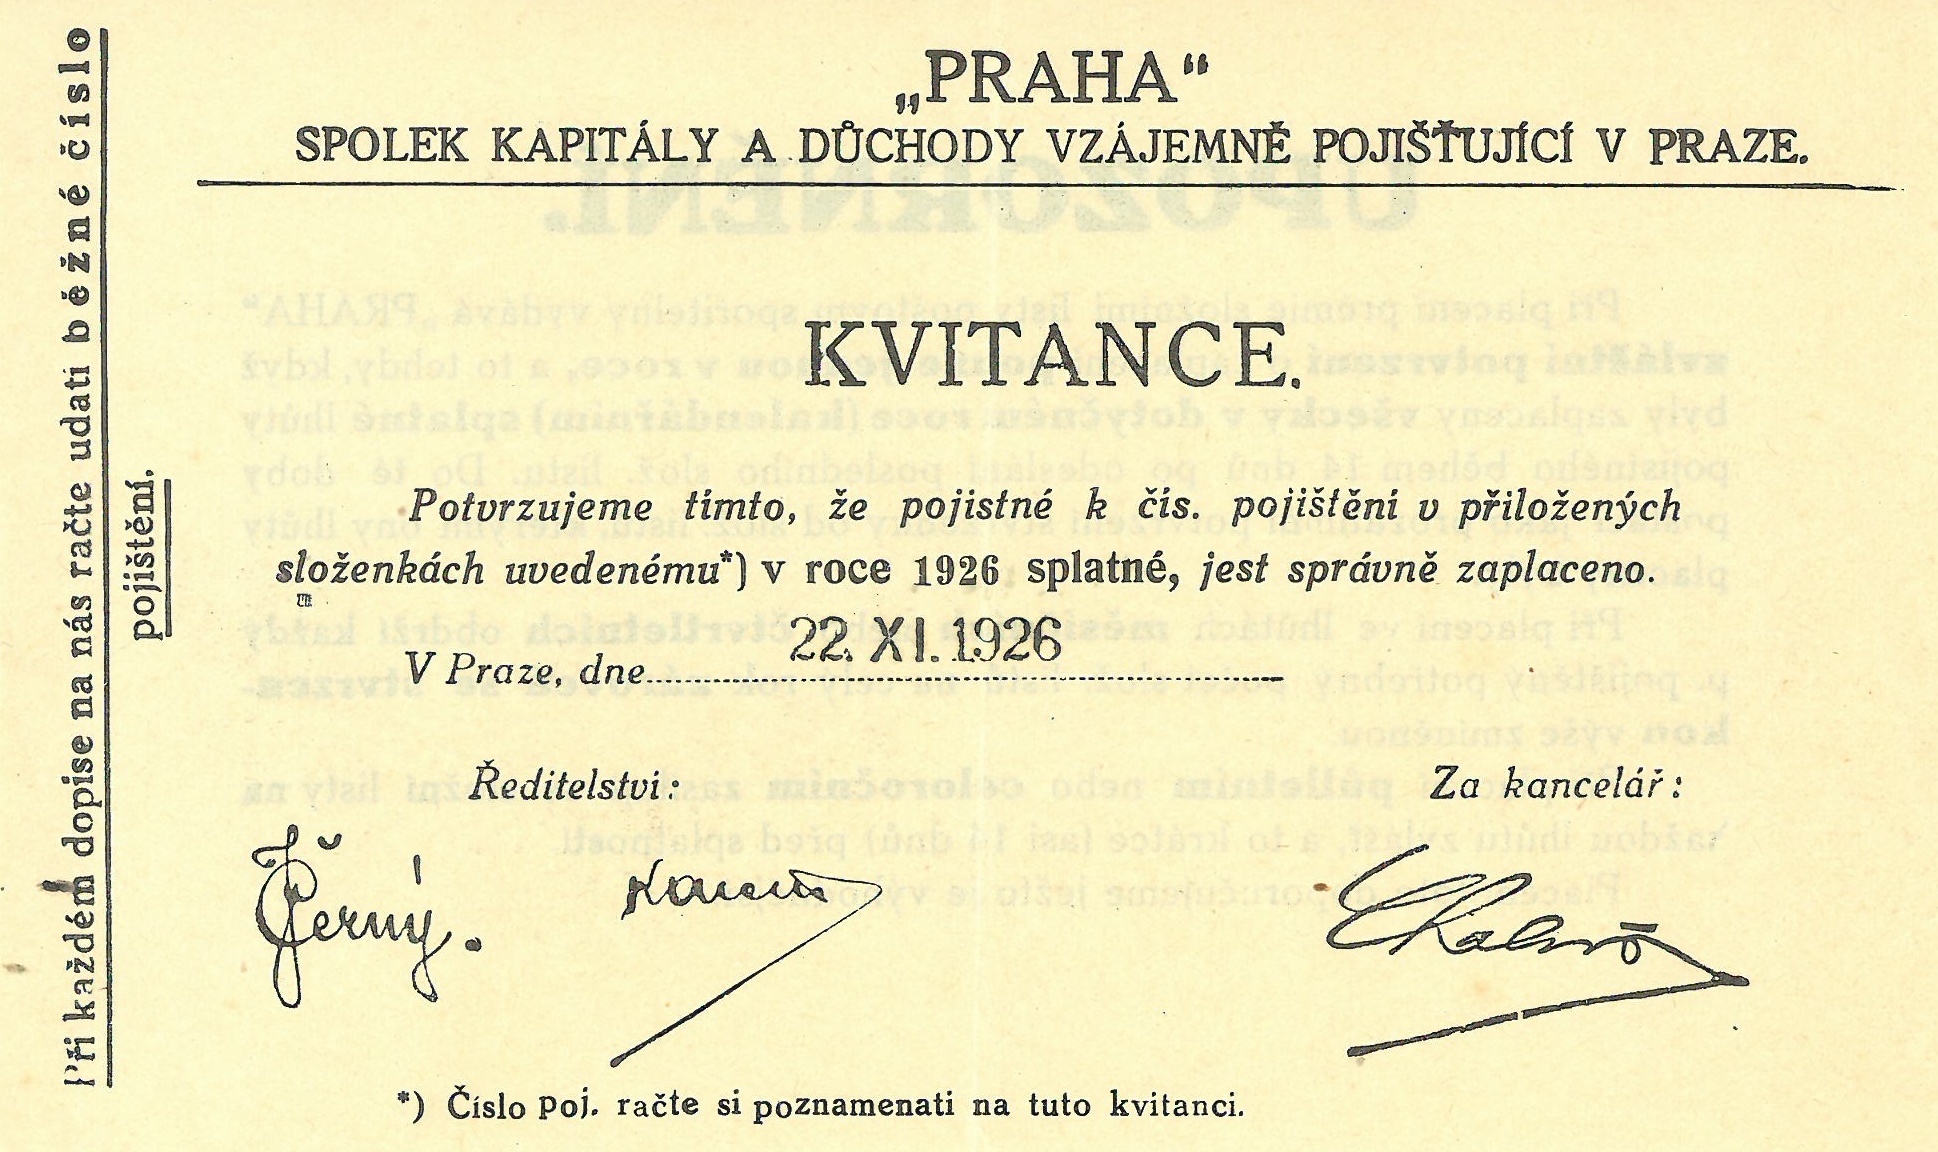 „PRAHA“
SPOLEK KAPITÁLY A DŮCHODY VZÁJEMNĚ POJIŠŤUJÍCÍ V PRAZE.
KVITANCE.
Potvrzujeme tímto, že pojistné k čís. pojištění v přiložených
složenkách uvedenému*) v roce 1926 splatné, jest správně zaplaceno.
V Praze, dne 22. XI. 1926
Ředitelství: Za kancelář:
Černý.
*) Číslo poj. račte si poznamenati na tuto kvitanci.
Při každém dopise na nás račte udati běžné číslo
pojištění.